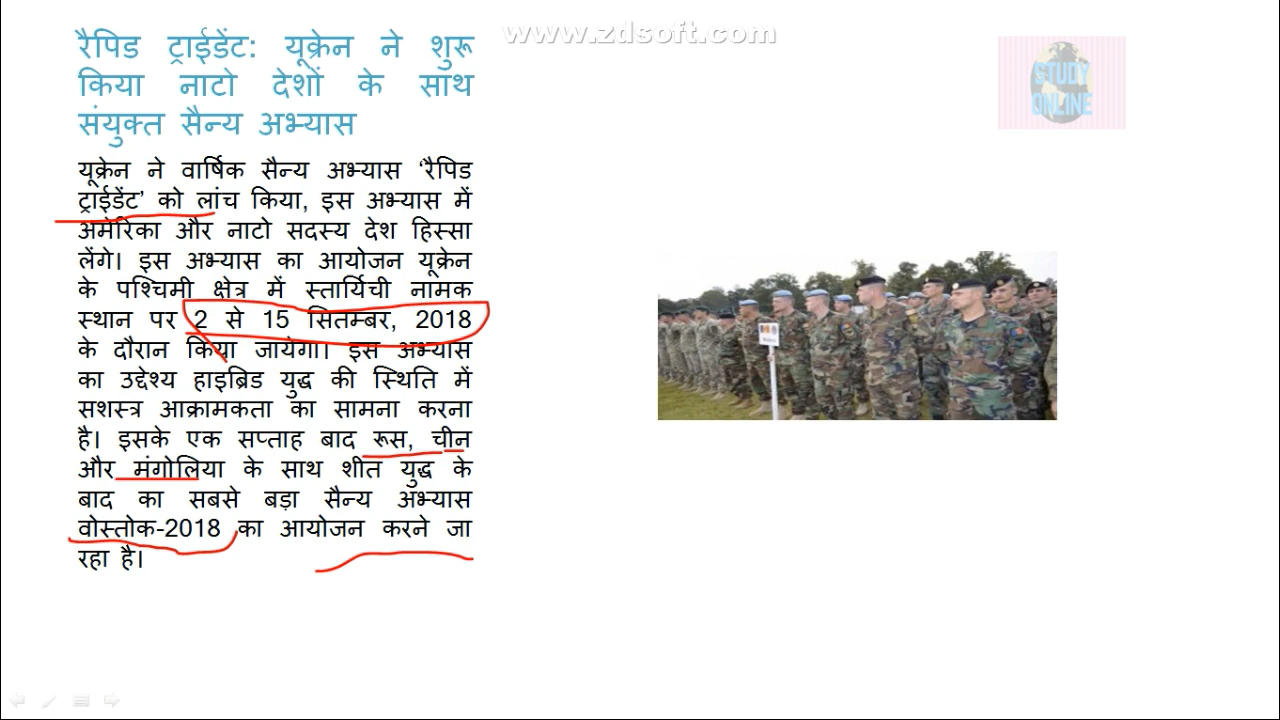 www.zdsoft.com
रैपिड ट्राईडेंट: यूक्रेन ने शुरू
किया नाटो देशों के साथ
संयुक्त सैन्य अभ्यास
STUDY
ONLINE
यूक्रेन ने वार्षिक सैन्य अभ्यास ‘रैपिड
ट्राईडेंट’ को लांच किया, इस अभ्यास में
अमेरिका और नाटो सदस्य देश हिस्सा
लेंगे। इस अभ्यास का आयोजन यूक्रेन
के पश्चिमी क्षेत्र में स्तार्यिची नामक
स्थान पर 2 से 15 सितम्बर, 2018
के दौरान किया जायेगा। इस अभ्यास
का उद्देश्य हाइब्रिड युद्ध की स्थिति में
सशस्त्र आक्रामकता का सामना करना
है। इसके एक सप्ताह बाद रूस, चीन
और मंगोलिया के साथ शीत युद्ध के
बाद का सबसे बड़ा सैन्य अभ्यास
वोस्तोक-2018 का आयोजन करने जा
रहा है।